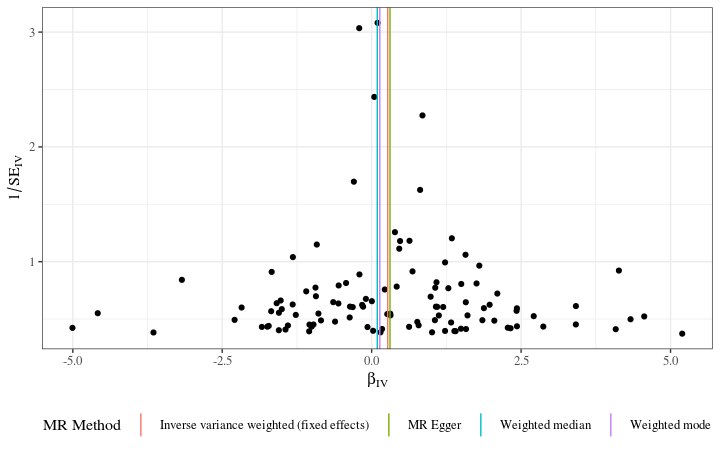 3
2
1
1/SE_IV
-5.0 -2.5 0.0 2.5 5.0
β_IV
MR Method Inverse variance weighted (fixed effects) MR Egger Weighted median Weighted mode